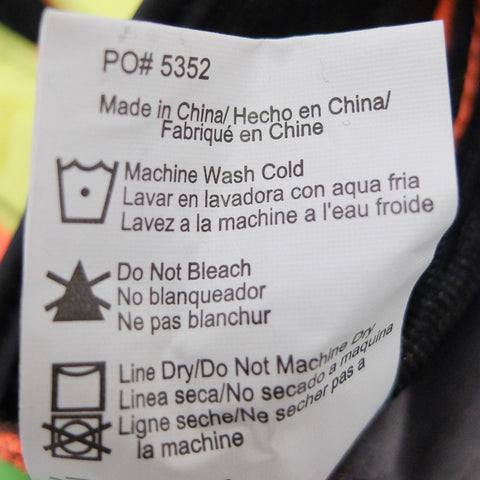 PO# 5352
Made in China/ Hecho en China/
Fabriqué en Chine
Machine Wash Cold
Lavar en lavadora con aqua fria
Lavez a la machine a l'eau froide
Do Not Bleach
No blanqueador
Ne pas blanchur
Line Dry/Do Not Machine Dry
Linea seca/No secado a maquina
Ligne seche/Ne secher pas a
la machine